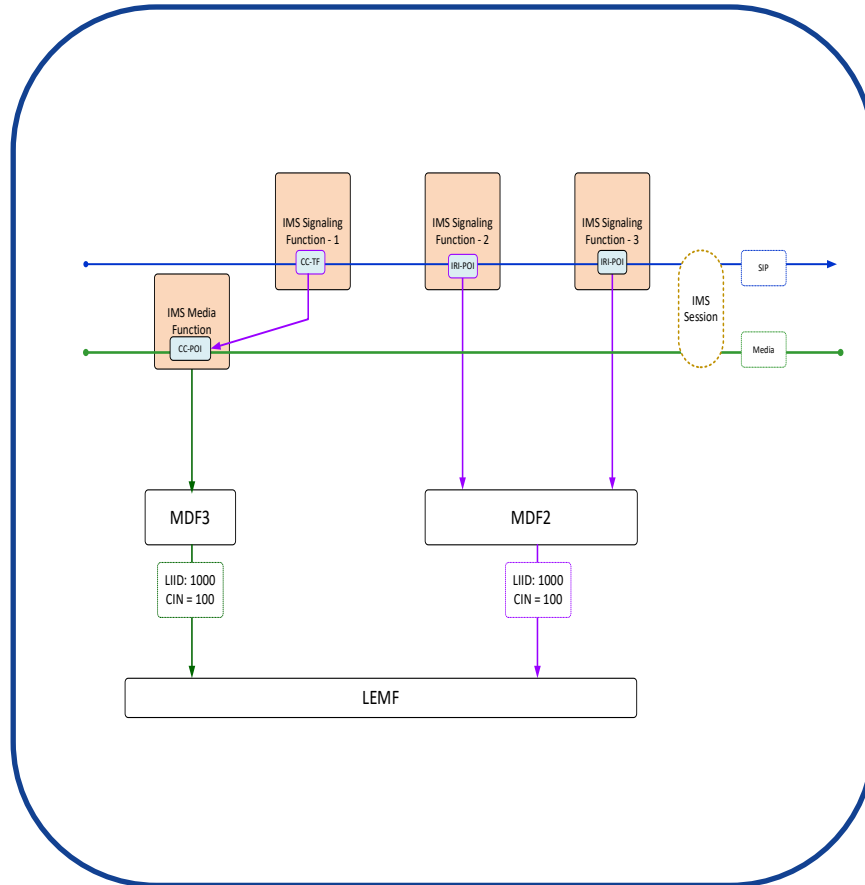 IMS Signaling
Function - 1
IMS Signaling
Function - 2
IMS Signaling
Function - 3
CC-TF
IRI-POI
IRI-POI
SIP
IMS
Session
IMS Media
Function
CC-POI
Media
MDF3
MDF2
LIID: 1000
CIN = 100
LIID: 1000
CIN = 100
LEMF